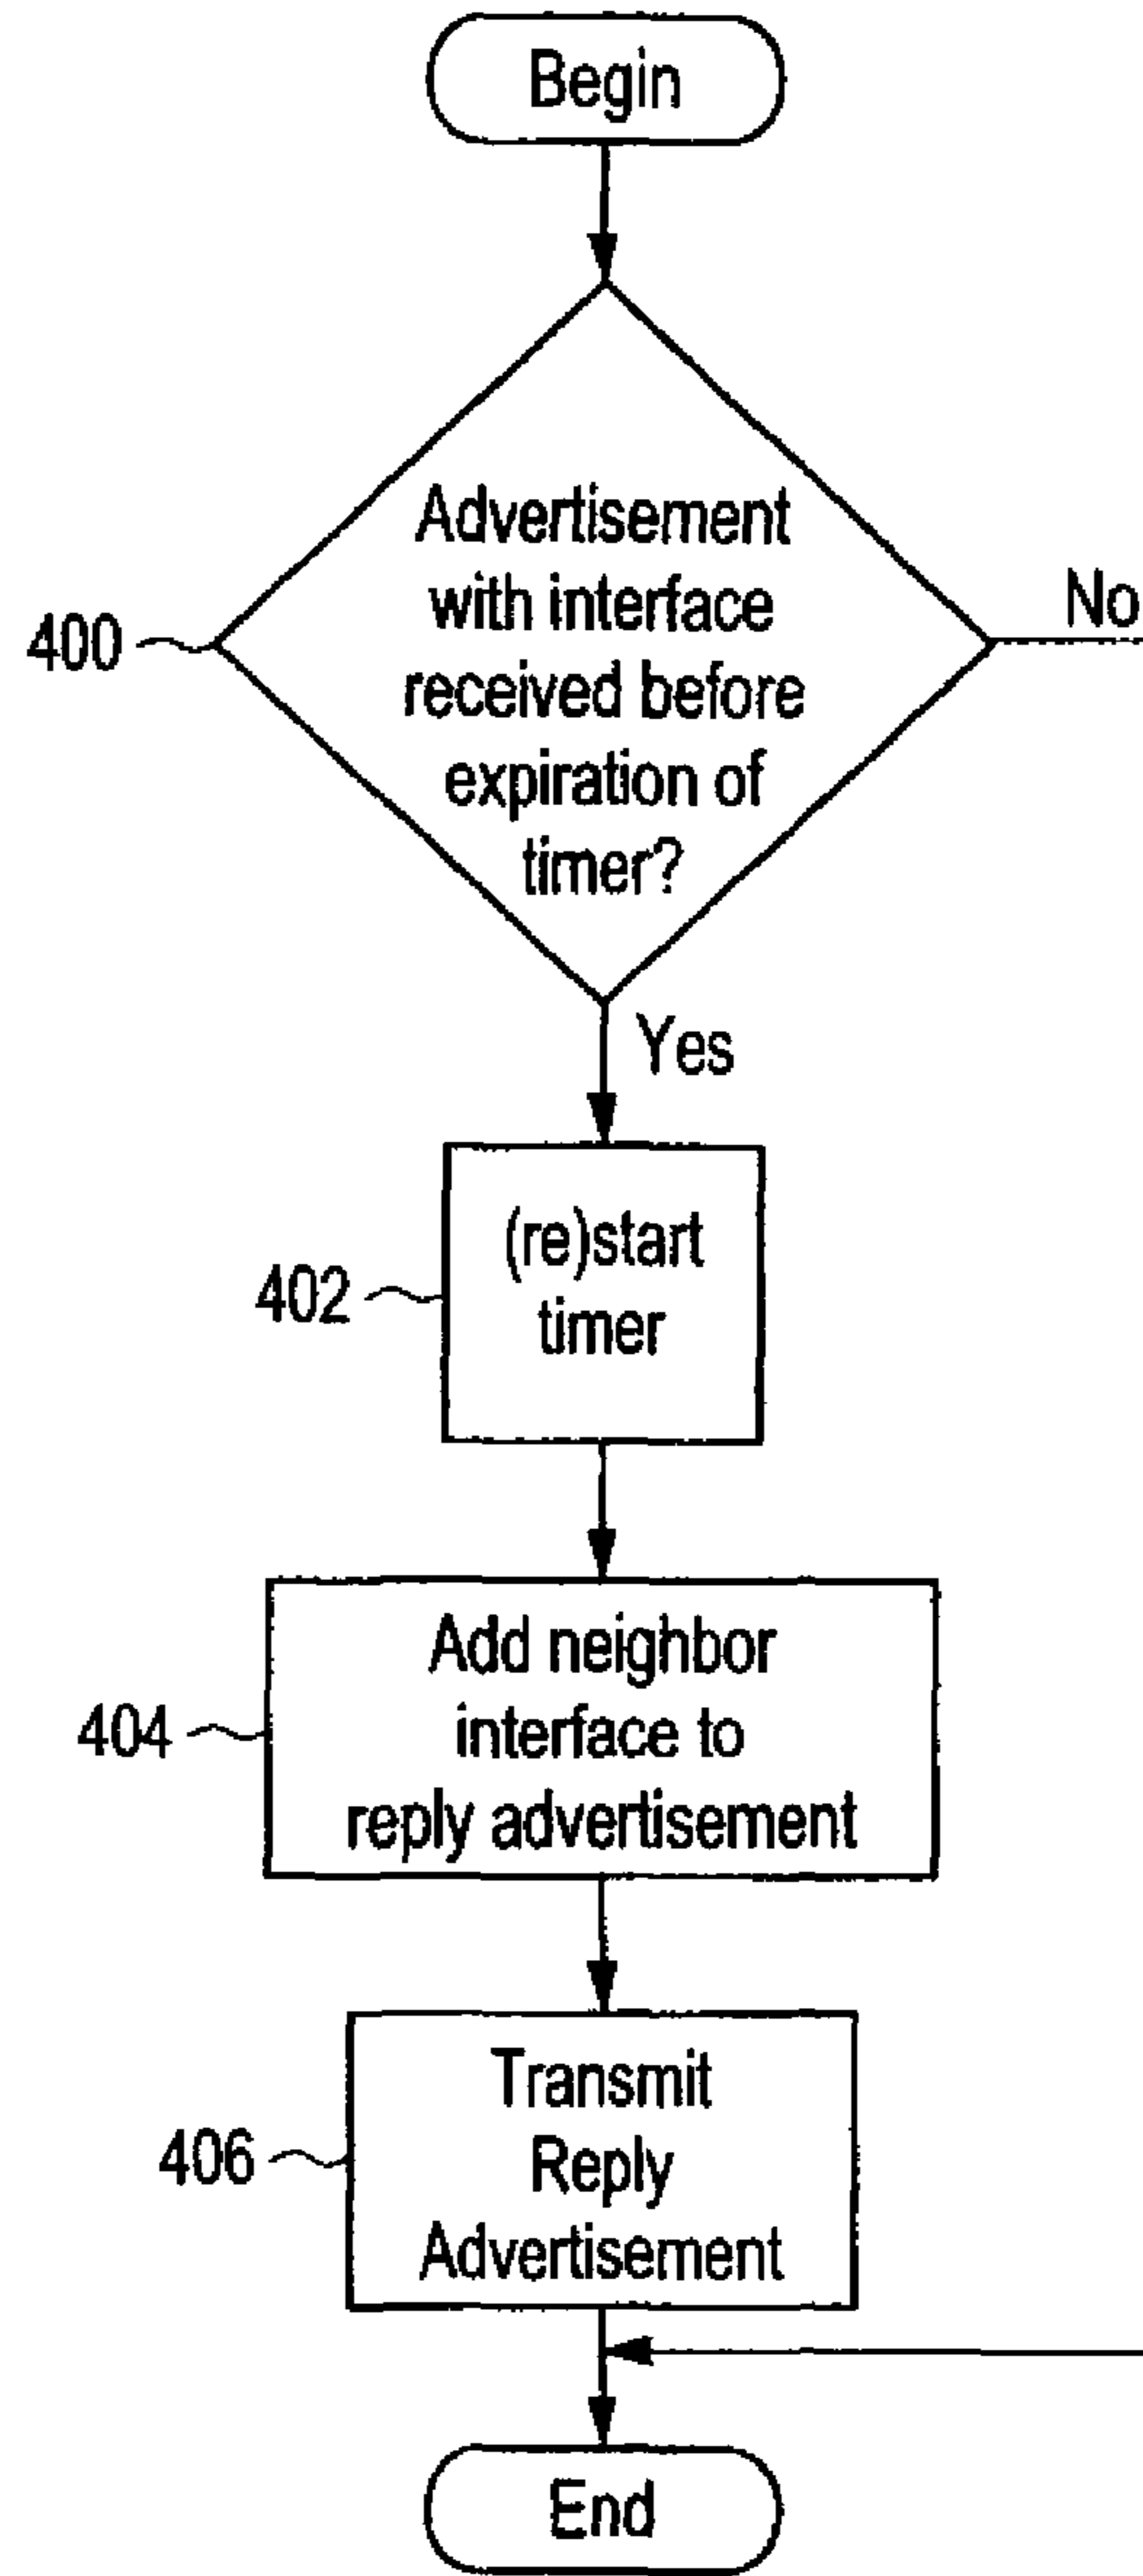 Begin
Advertisement
with interface
received before
expiration of
timer?
400
No
Yes
(re)start
timer
402
Add neighbor
interface to
reply advertisement
404
Transmit
Reply
Advertisement
406
End